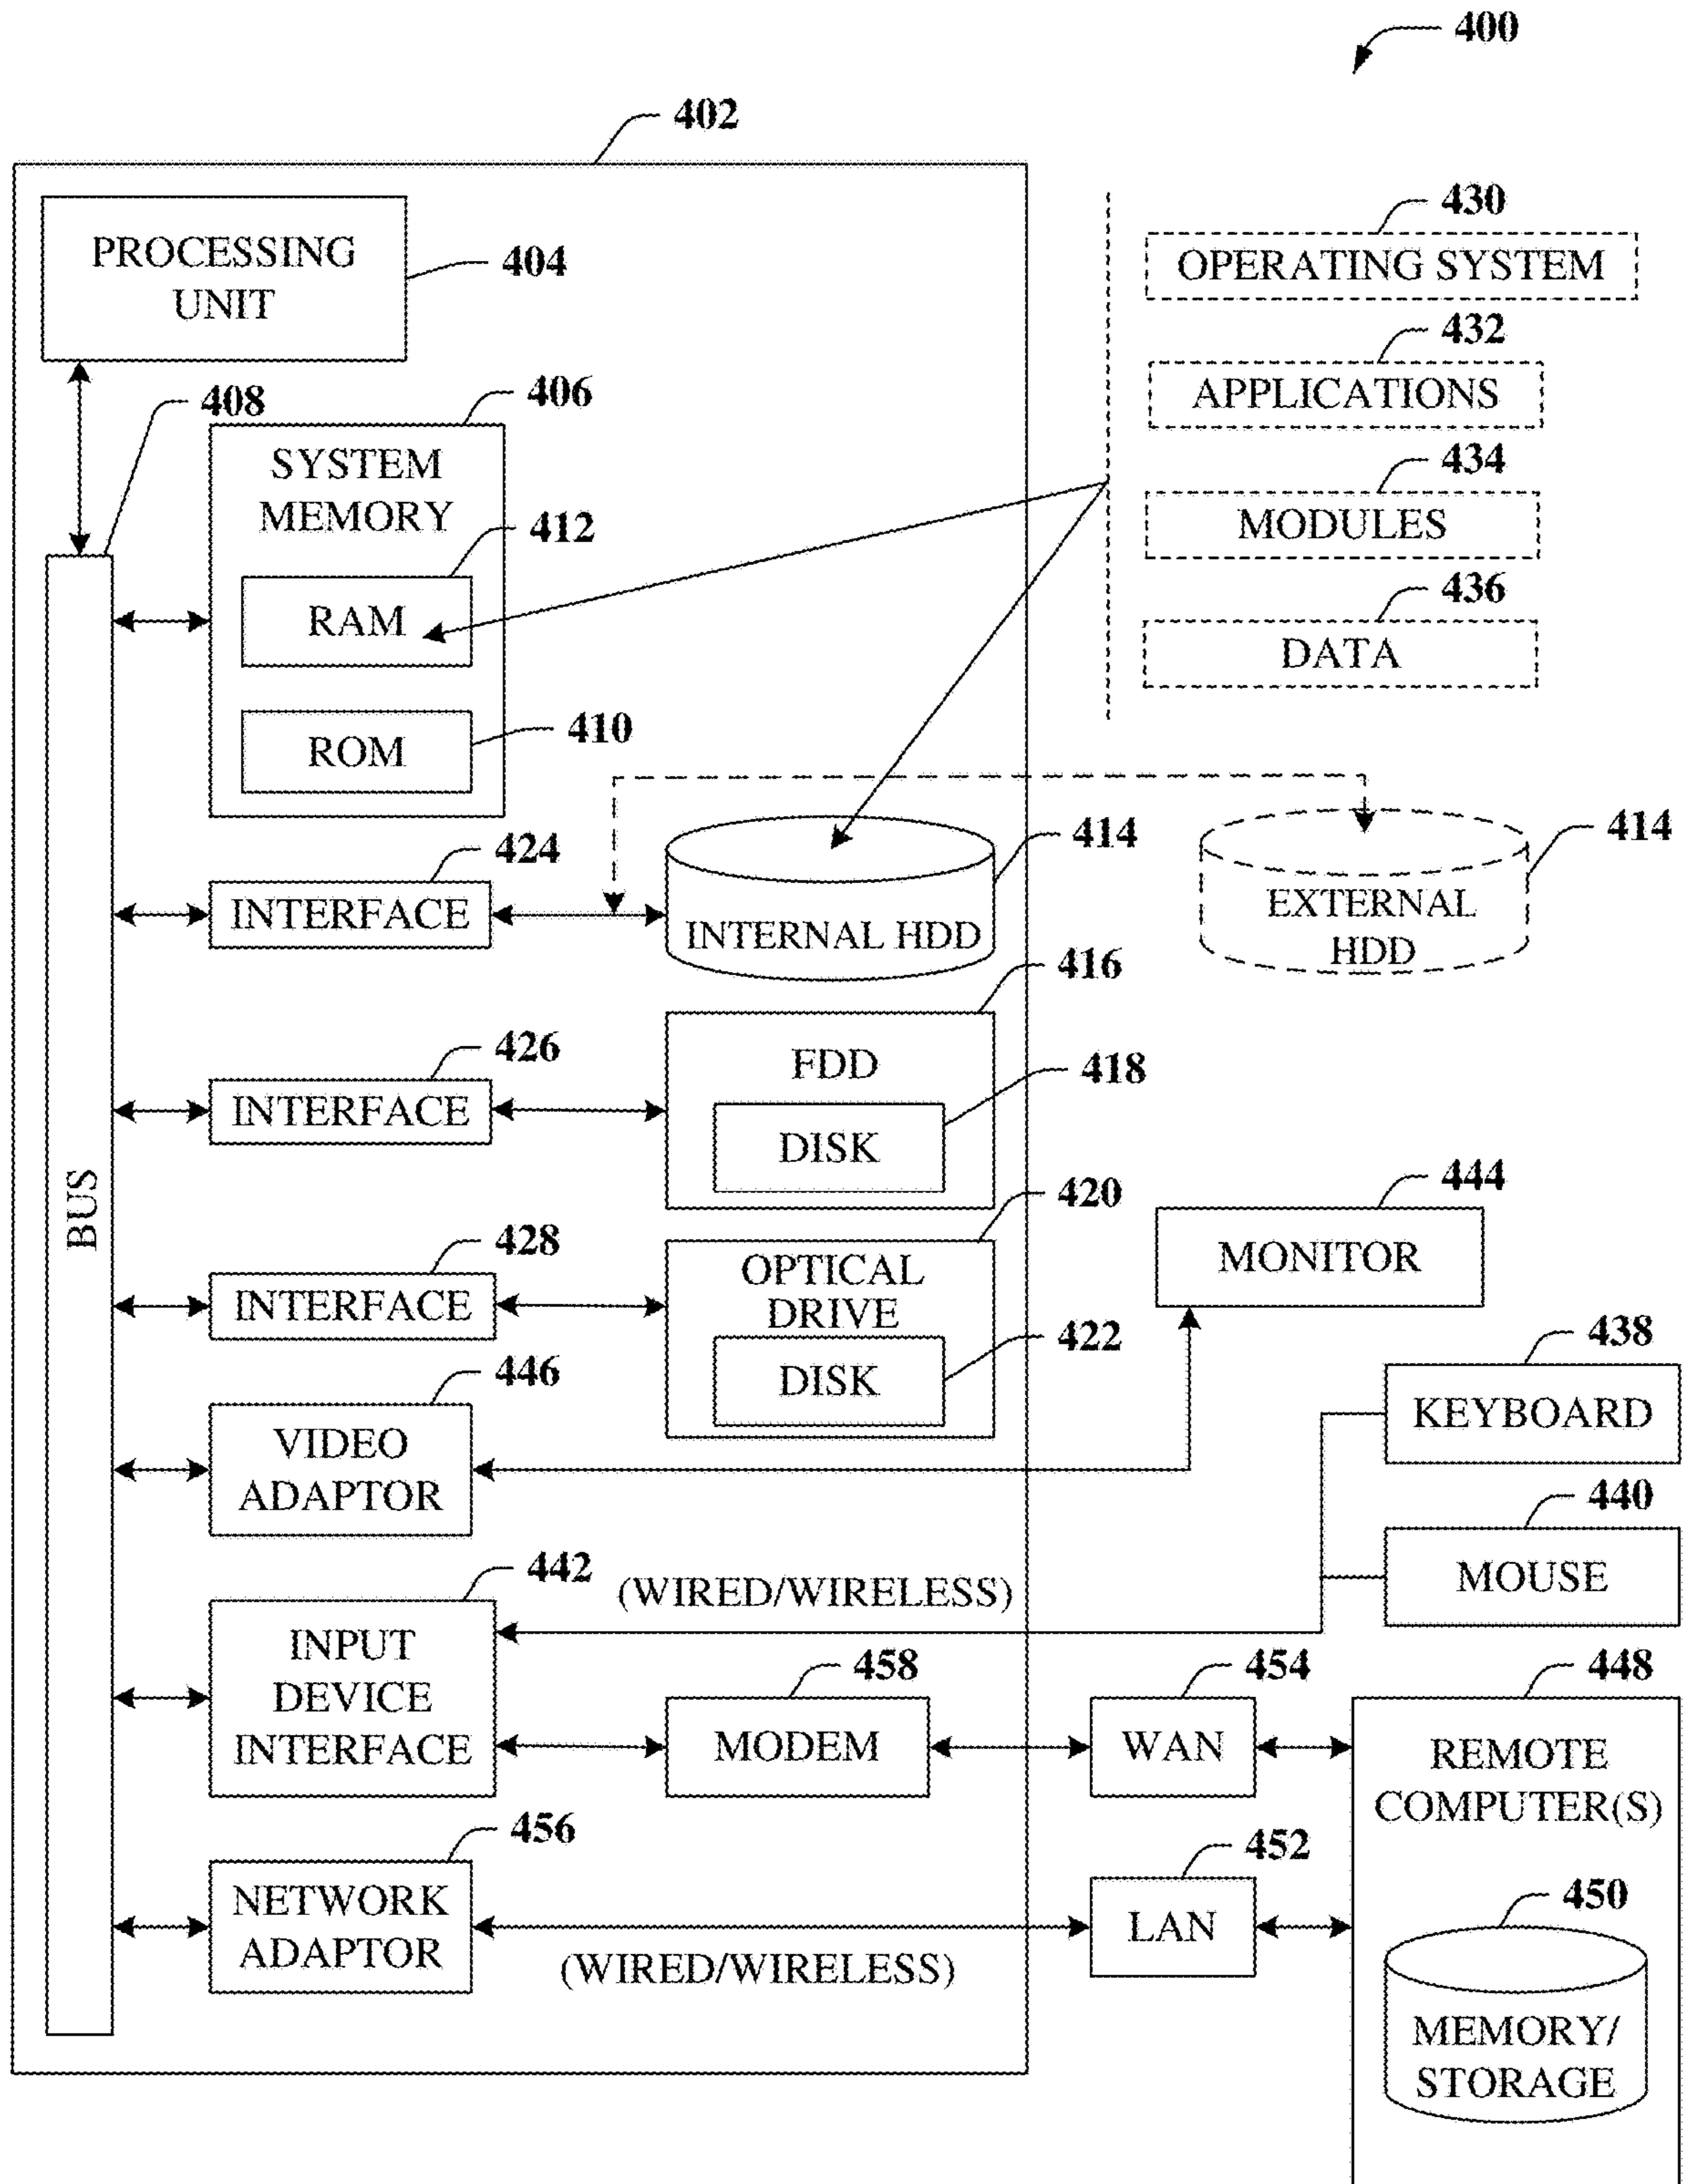 400
402
PROCESSING
UNIT
404
430
OPERATING SYSTEM
432
APPLICATIONS
434
MODULES
436
DATA
408
406
SYSTEM
MEMORY
412
RAM
410
ROM
424
INTERFACE
414
INTERNAL HDD
414
EXTERNAL
HDD
426
INTERFACE
416
FDD
418
DISK
BUS
428
INTERFACE
420
OPTICAL
DRIVE
422
DISK
444
MONITOR
446
VIDEO
ADAPTOR
438
KEYBOARD
440
MOUSE
442
(WIRED/WIRELESS)
INPUT
DEVICE
INTERFACE
458
MODEM
454
WAN
448
REMOTE
COMPUTER(S)
456
NETWORK
ADAPTOR
(WIRED/WIRELESS)
452
LAN
450
MEMORY/
STORAGE